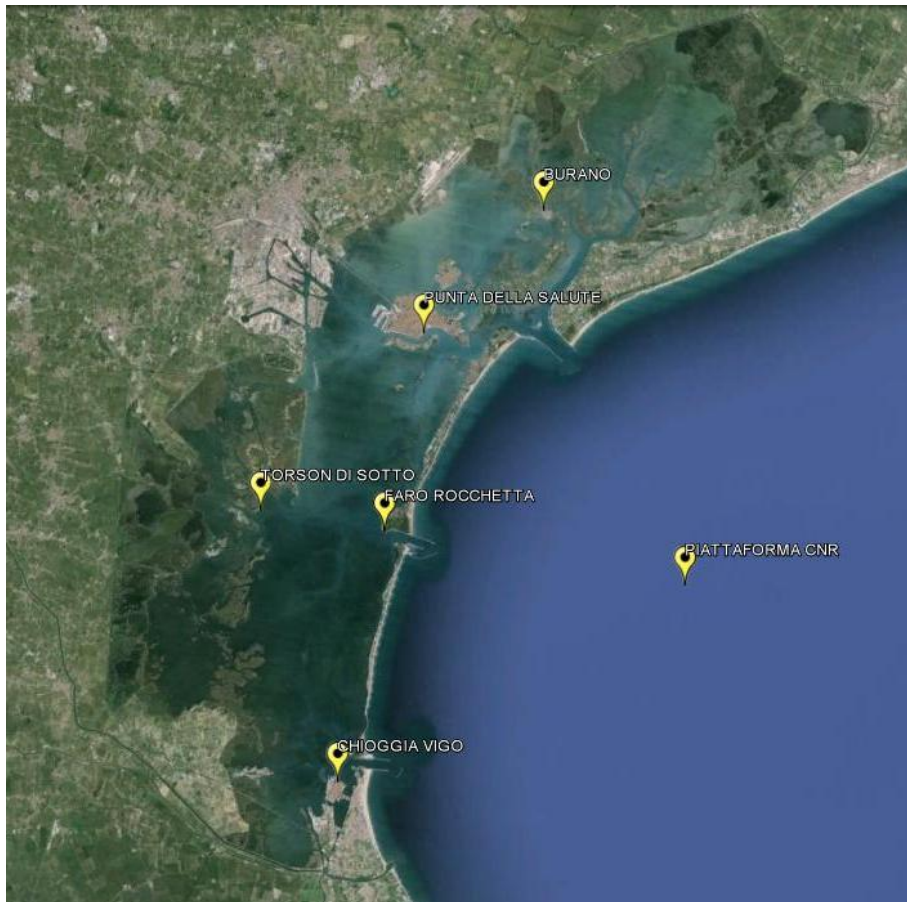 BURANO
PUNTA DELLA SALUTE
TORSON DI SOTTO
FARO ROCCHETTA
PIATTAFORMA CNR
CHIOGGIA VIGO